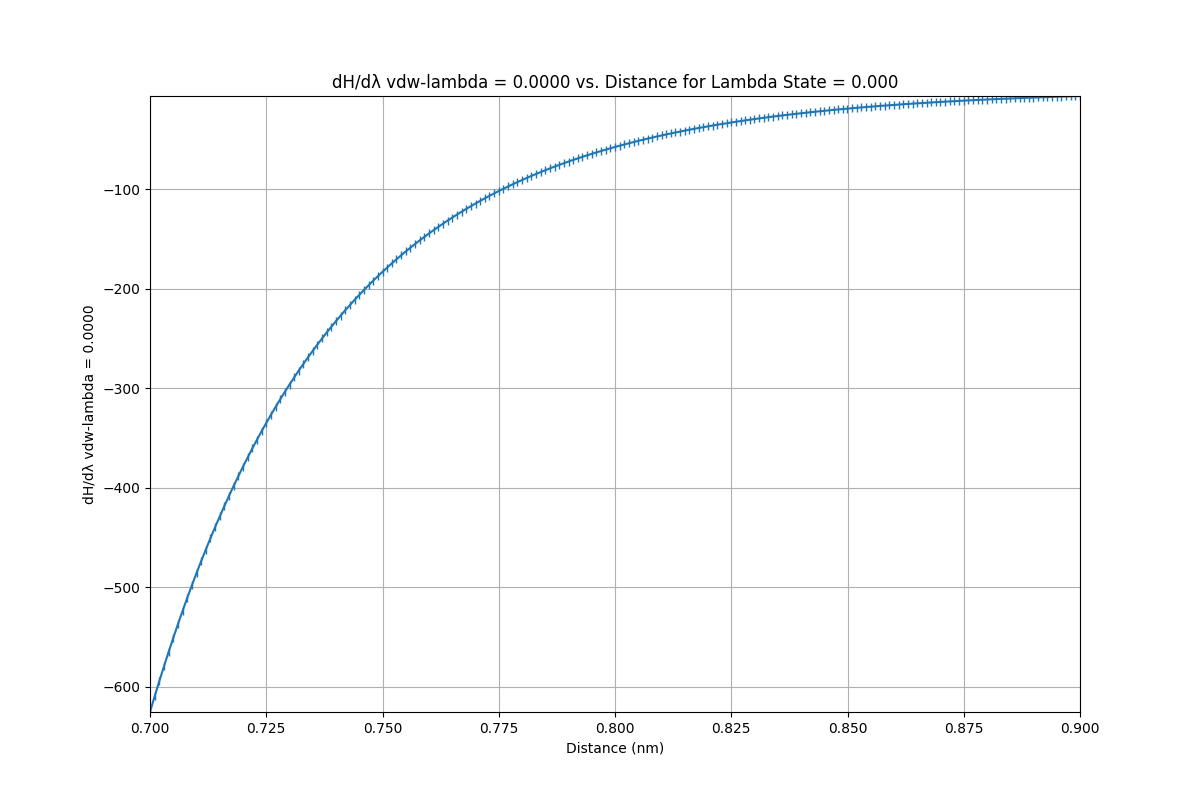 dH/dλ vdw-lambda = 0.0000 vs. Distance for Lambda State = 0.000
dH/dλ vdw-lambda = 0.0000
−100
−200
−300
−400
−500
−600
0.700 0.725 0.750 0.775 0.800 0.825 0.850 0.875 0.900
Distance (nm)